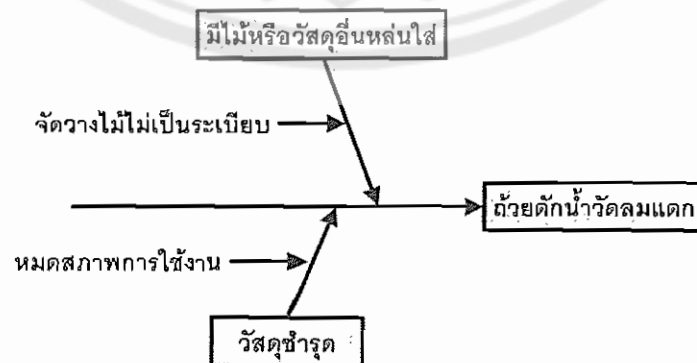 มีไม้หรือวัสดุอื่นหล่นใส่
จัดวางไม้ไม่เป็นระเบียบ
ถ้วยดักน้ำวัดลมแตก
หมดสภาพการใช้งาน
วัสดุชำรุด